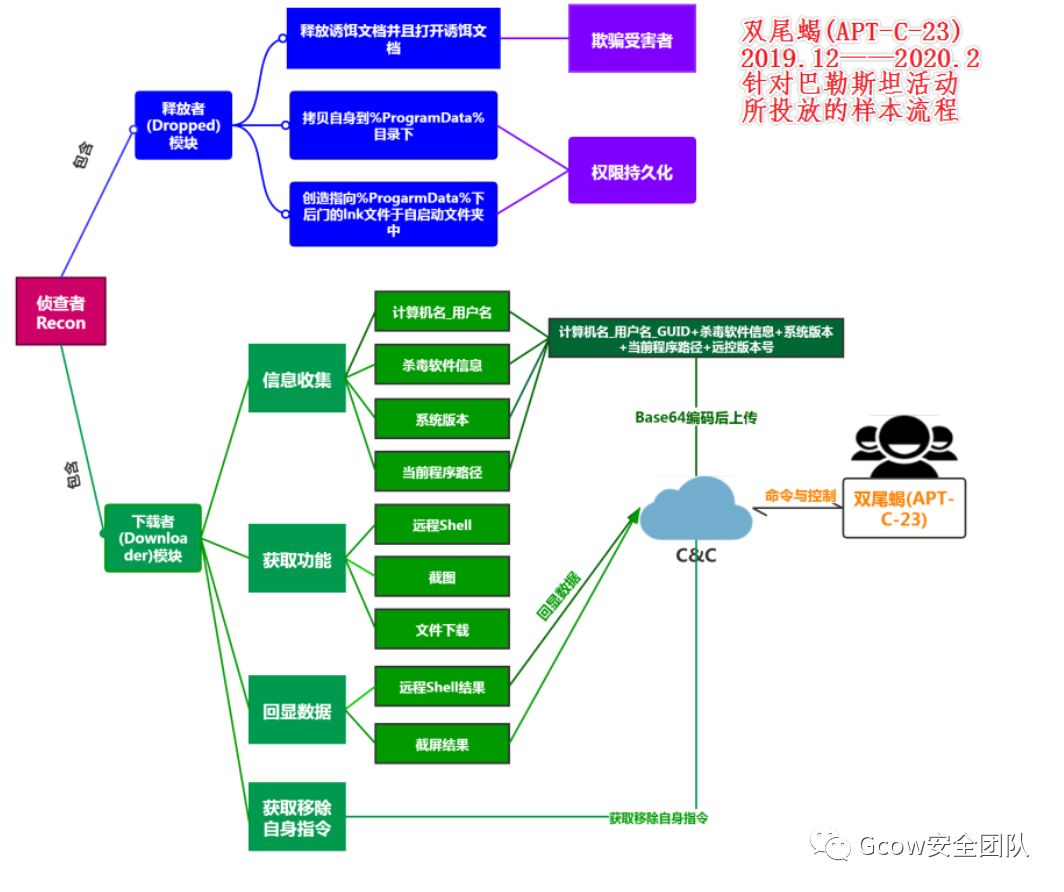 双尾蝎(APT-C-23)
2019.12——2020.2
针对巴勒斯坦活动
所投放的样本流程
释放诱饵文档并且打开诱饵文
档
欺骗受害者
释放者
(Dropped)
模块
拷贝自身到%ProgramData%
目录下
权限持久化
创造指向%ProgarmData%下
后门的lnk文件于自启动文件夹
中
包含
侦查者
Recon
包含
下载者
(Downloa
der)模块
信息收集
计算机名_用户名
杀毒软件信息
系统版本
当前程序路径
计算机名_用户名_GUID+杀毒软件信息+系统版本
+当前程序路径+远控版本号
Base64编码后上传
获取功能
远程Shell
截图
文件下载
C&C
命令与控制
双尾蝎(APT-
C-23)
回显数据
回显数据
远程Shell结果
截屏结果
获取移除
自身指令
获取移除自身指令
Gcow安全团队